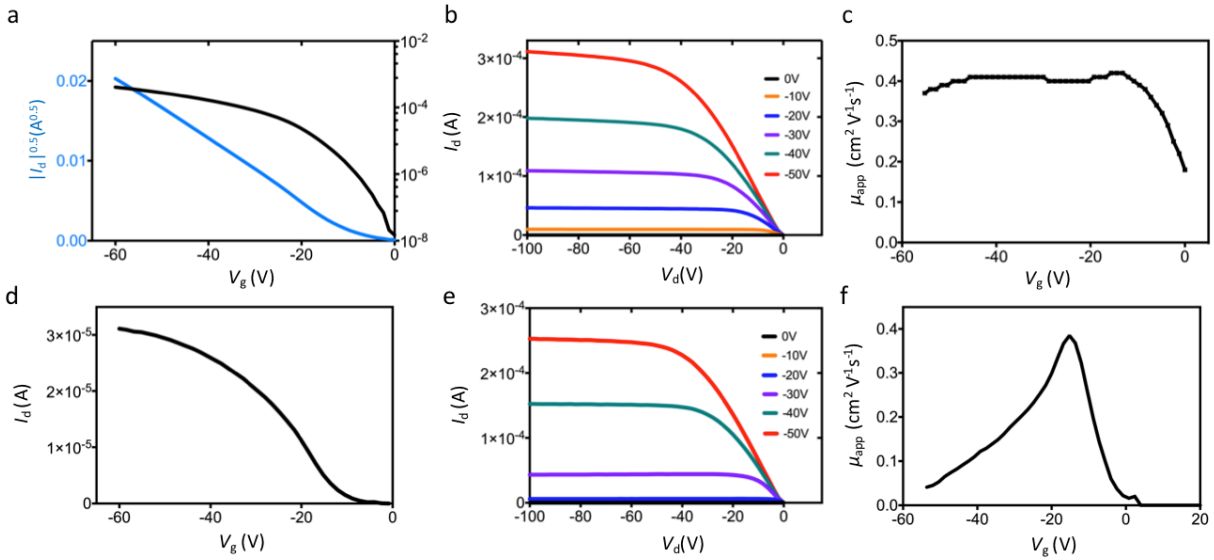 a
0.02
0.01
0.00
|I_d|^0.5(A^0.5)
10^-2
10^-4
10^-6
10^-8
-60
-40
-20
0
V_g (V)
b
3×10^-4
2×10^-4
1×10^-4
0
I_d (A)
0V
-10V
-20V
-30V
-40V
-50V
-100
-80
-60
-40
-20
0
V_d(V)
c
0.5
0.4
0.3
0.2
0.1
0.0
μ_app (cm² V⁻¹s⁻¹)
-60
-40
-20
0
V_g (V)
d
3×10^-5
2×10^-5
1×10^-5
0
I_d (A)
-60
-40
-20
0
V_g (V)
e
3×10^-4
2×10^-4
1×10^-4
0
I_d (A)
0V
-10V
-20V
-30V
-40V
-50V
-100
-80
-60
-40
-20
0
V_d(V)
f
0.4
0.3
0.2
0.1
0.0
μ_app (cm² V⁻¹s⁻¹)
-60
-40
-20
0
20
V_g (V)